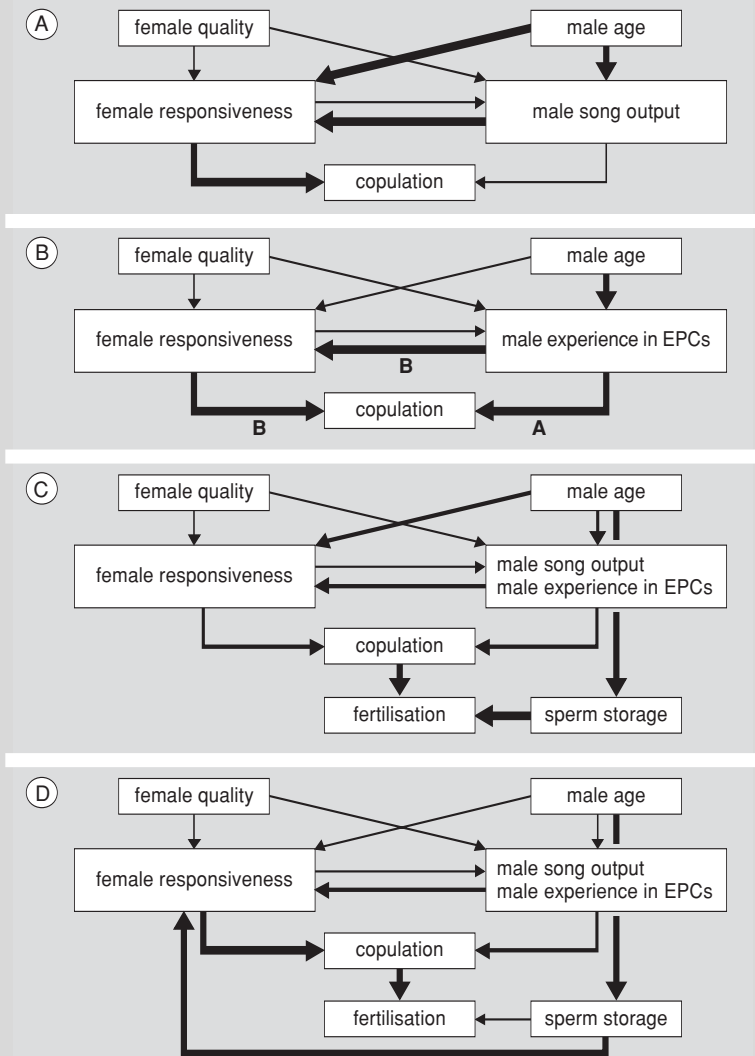 A
female quality
male age
female responsiveness
male song output
copulation
B
female quality
male age
female responsiveness
male experience in EPCs
B
copulation
B
A
C
female quality
male age
female responsiveness
male song output
male experience in EPCs
copulation
fertilisation
sperm storage
D
female quality
male age
female responsiveness
male song output
male experience in EPCs
copulation
fertilisation
sperm storage